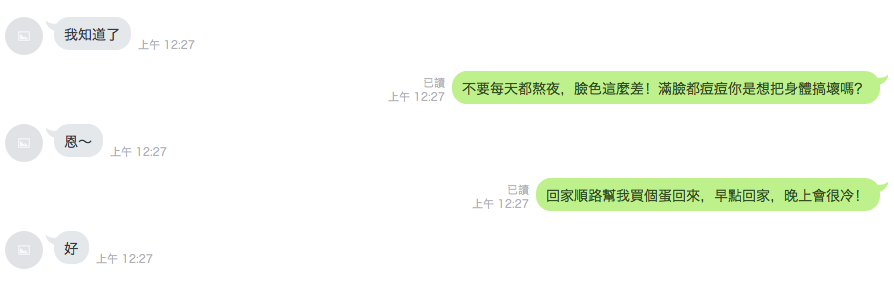 我知道了
上午 12:27
已讀
上午 12:27
不要每天都熬夜，臉色這麼差！滿臉都痘痘你是想把身體搞壞嗎？
恩～
上午 12:27
已讀
上午 12:27
回家順路幫我買個蛋回來，早點回家，晚上會很冷！
好
上午 12:27